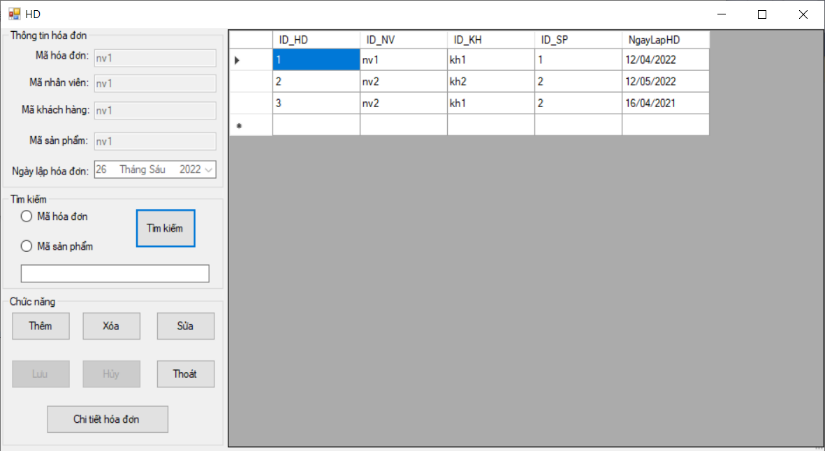 HD
Thông tin hóa đơn
Mã hóa đơn: nv1
Mã nhân viên: nv1
Mã khách hàng: nv1
Mã sản phẩm: nv1
Ngày lập hóa đơn: 26 Tháng Sáu 2022
Tìm kiếm
Mã hóa đơn
Tìm kiếm
Mã sản phẩm
Chức năng
Thêm Xóa Sửa
Lưu Hủy Thoát
Chi tiết hóa đơn
ID_HD ID_NV ID_KH ID_SP NgayLapHD
1 nv1 kh1 1 12/04/2022
2 nv2 kh2 2 12/05/2022
3 nv2 kh1 2 16/04/2021